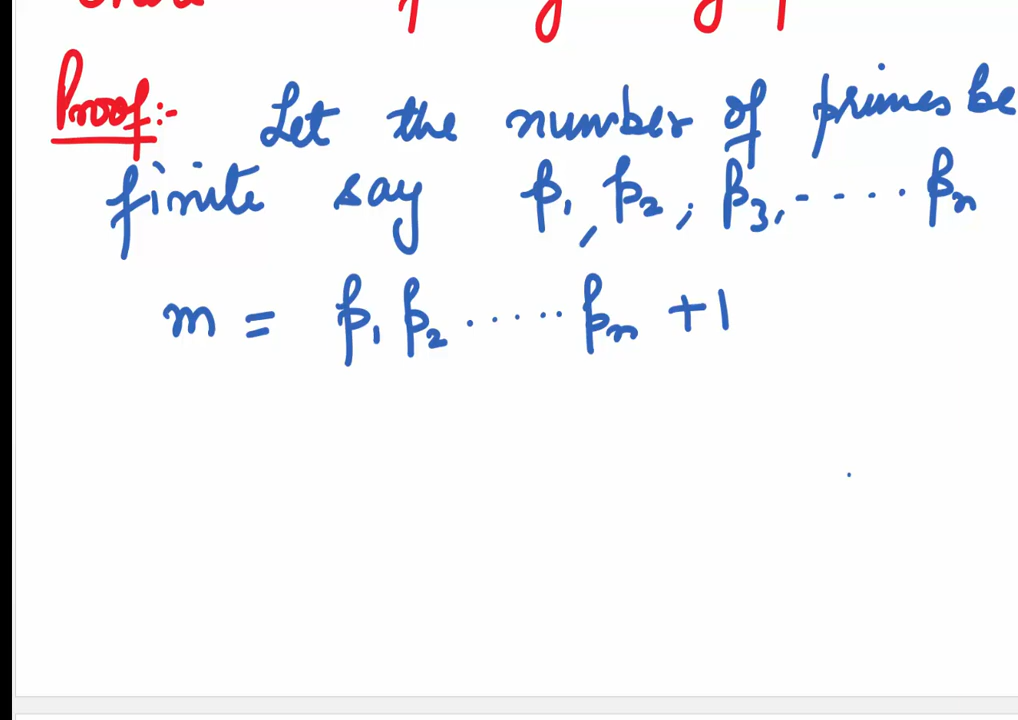 Proof:-
Let the number of primes be
finite say p₁, p₂, p₃, ..... pₙ
m = p₁ p₂ ..... pₙ + 1